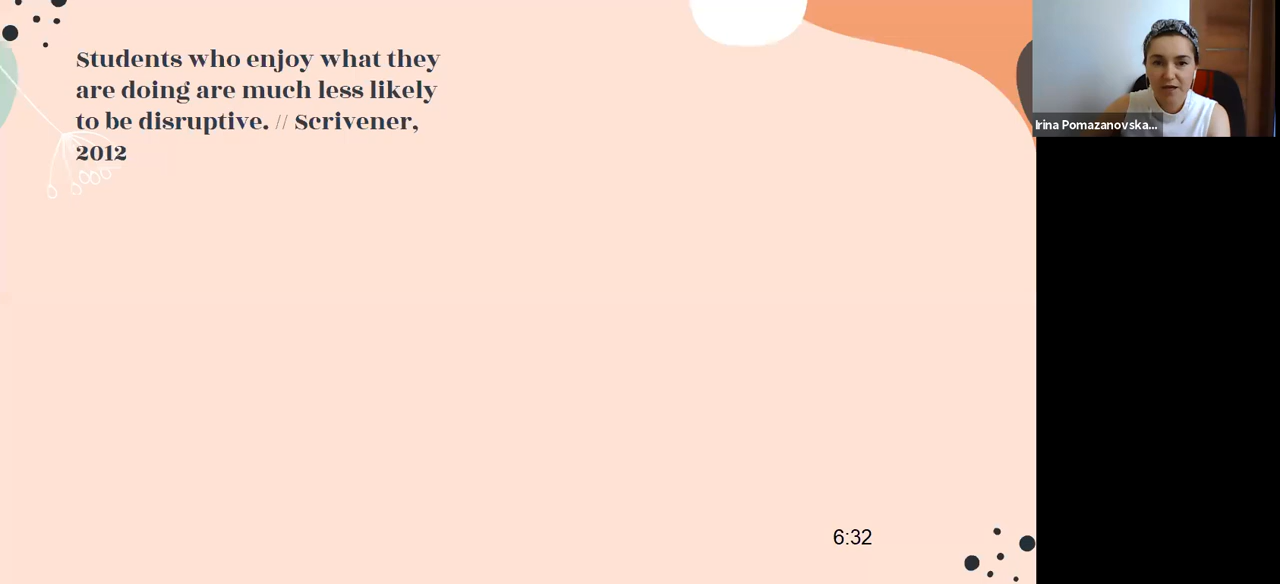 Students who enjoy what they
are doing are much less likely
to be disruptive. // Scrivener,
2012
Irina Pomazanovska...
6:32